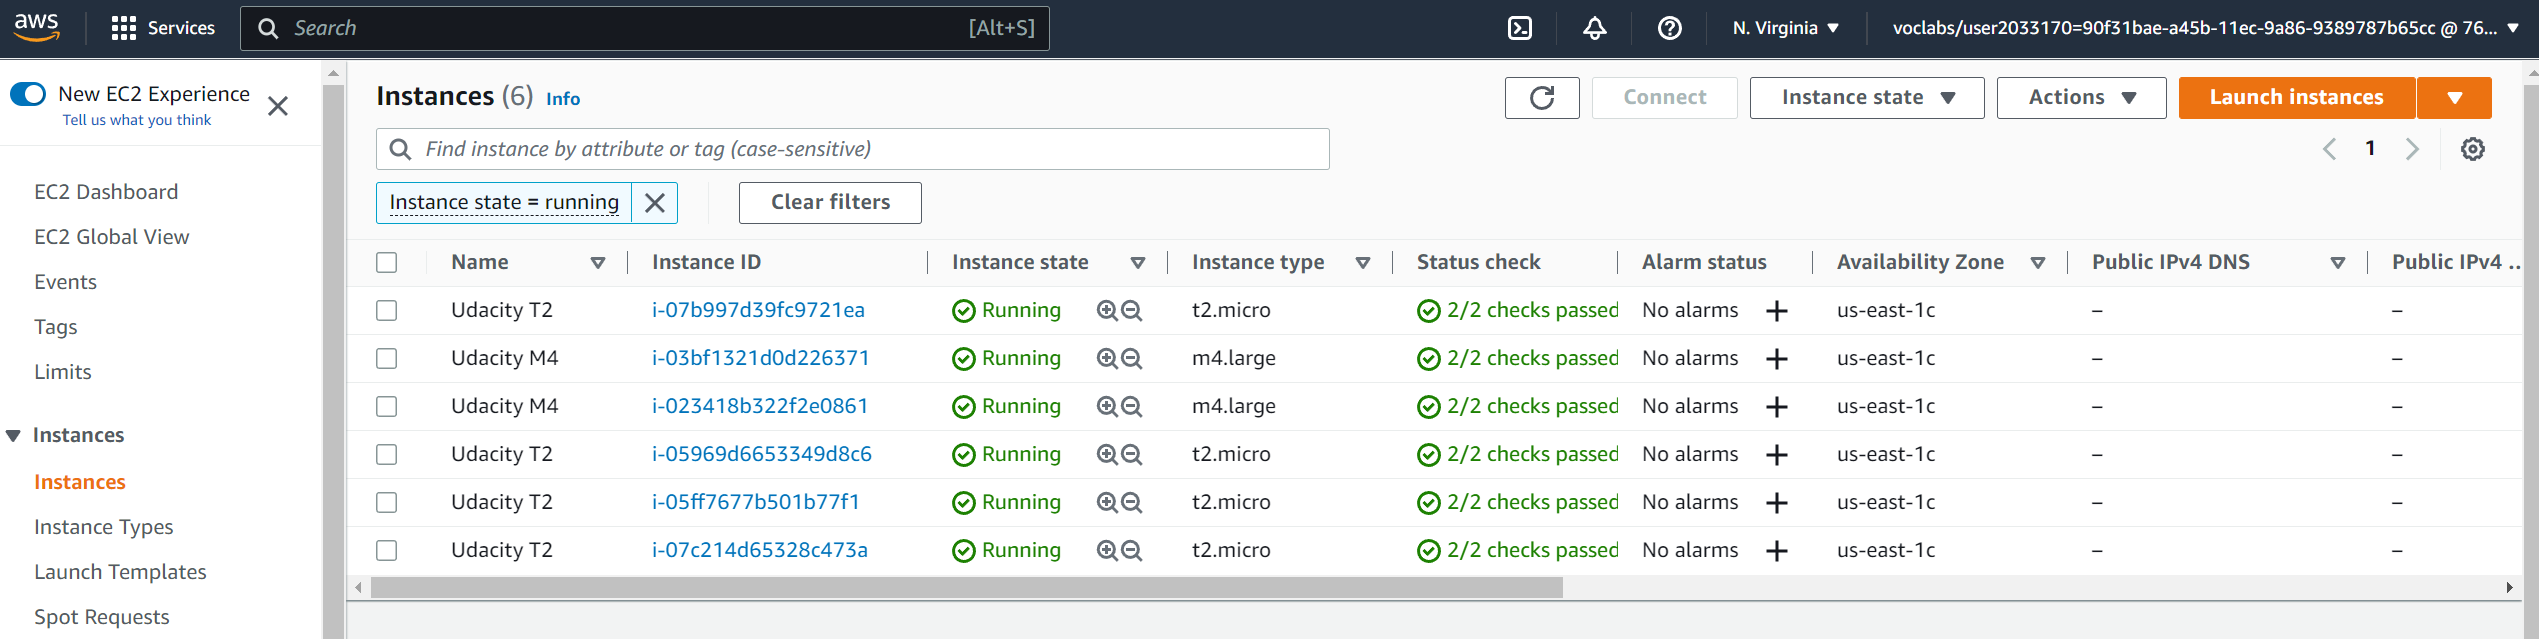 aws Services Search [Alt+S] N. Virginia voclabs/user2033170=90f31bae-a45b-11ec-9a86-9389787b65cc @ 76...
New EC2 Experience
Tell us what you think
EC2 Dashboard
EC2 Global View
Events
Tags
Limits
Instances
Instances
Instance Types
Launch Templates
Spot Requests
Instances (6) Info Connect Instance state Actions Launch instances
Find instance by attribute or tag (case-sensitive) 1
Instance state = running Clear filters
Name Instance ID Instance state Instance type Status check Alarm status Availability Zone Public IPv4 DNS Public IPv4 ..
Udacity T2 i-07b997d39fc9721ea Running t2.micro 2/2 checks passed No alarms + us-east-1c – –
Udacity M4 i-03bf1321d0d226371 Running m4.large 2/2 checks passed No alarms + us-east-1c – –
Udacity M4 i-023418b322f2e0861 Running m4.large 2/2 checks passed No alarms + us-east-1c – –
Udacity T2 i-05969d6653349d8c6 Running t2.micro 2/2 checks passed No alarms + us-east-1c – –
Udacity T2 i-05ff7677b501b77f1 Running t2.micro 2/2 checks passed No alarms + us-east-1c – –
Udacity T2 i-07c214d65328c473a Running t2.micro 2/2 checks passed No alarms + us-east-1c – –